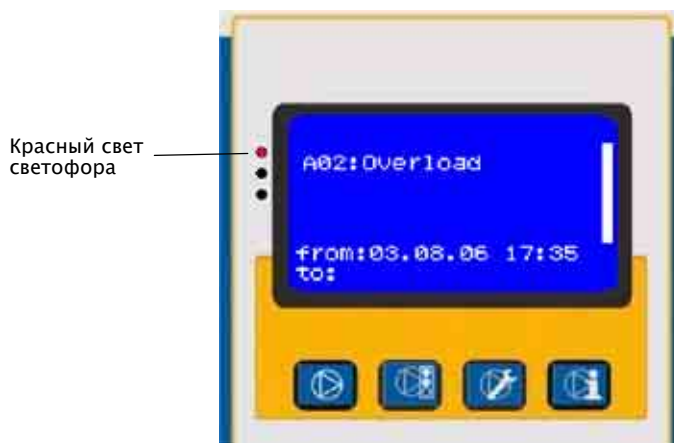 Красный свет
светофора
A02:Overload
from:03.08.06 17:35
to: